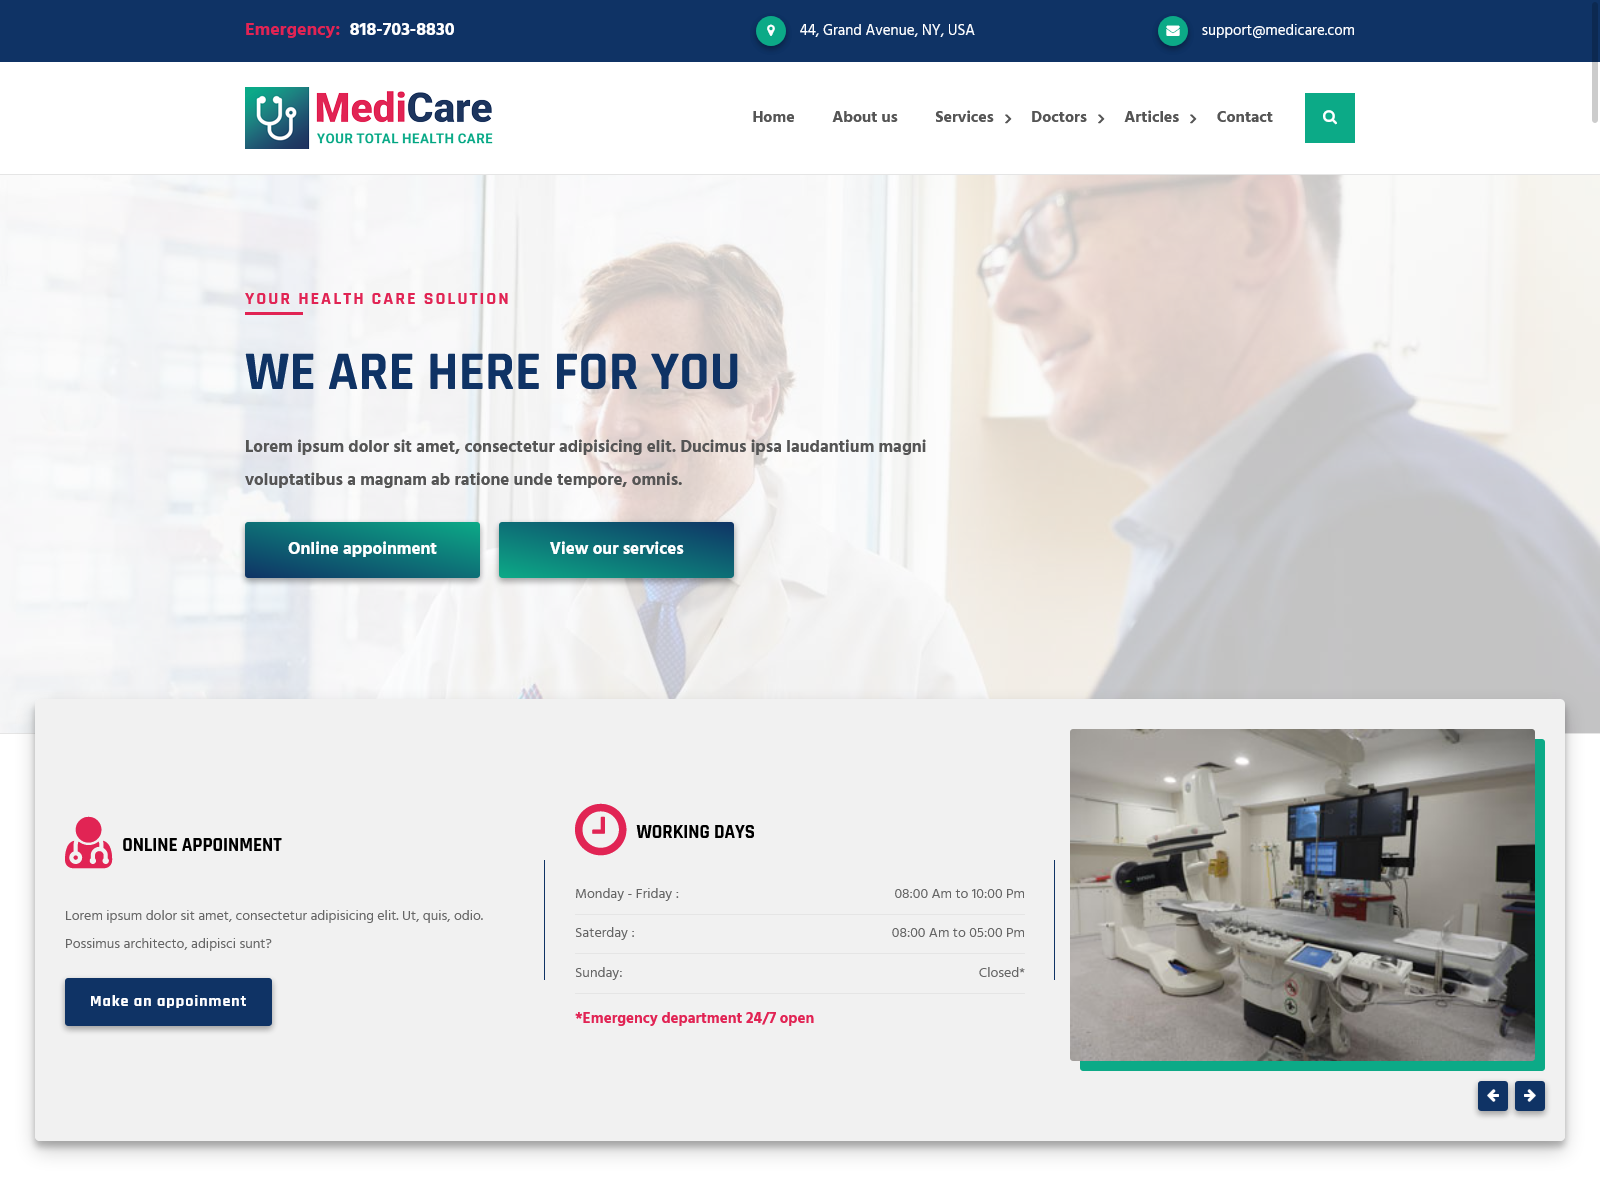 Emergency: 818-703-8830
44, Grand Avenue, NY, USA
support@medicare.com
MediCare
YOUR TOTAL HEALTH CARE
Home About us Services Doctors Articles Contact
YOUR HEALTH CARE SOLUTION
WE ARE HERE FOR YOU
Lorem ipsum dolor sit amet, consectetur adipisicing elit. Ducimus ipsa laudantium magni
voluptatibus a magnam ab ratione unde tempore, omnis.
Online appoinment
View our services
ONLINE APPOINMENT
Lorem ipsum dolor sit amet, consectetur adipisicing elit. Ut, quis, odio.
Possimus architecto, adipisci sunt?
Make an appoinment
WORKING DAYS
Monday - Friday : 08:00 Am to 10:00 Pm
Saterday : 08:00 Am to 05:00 Pm
Sunday: Closed*
*Emergency department 24/7 open